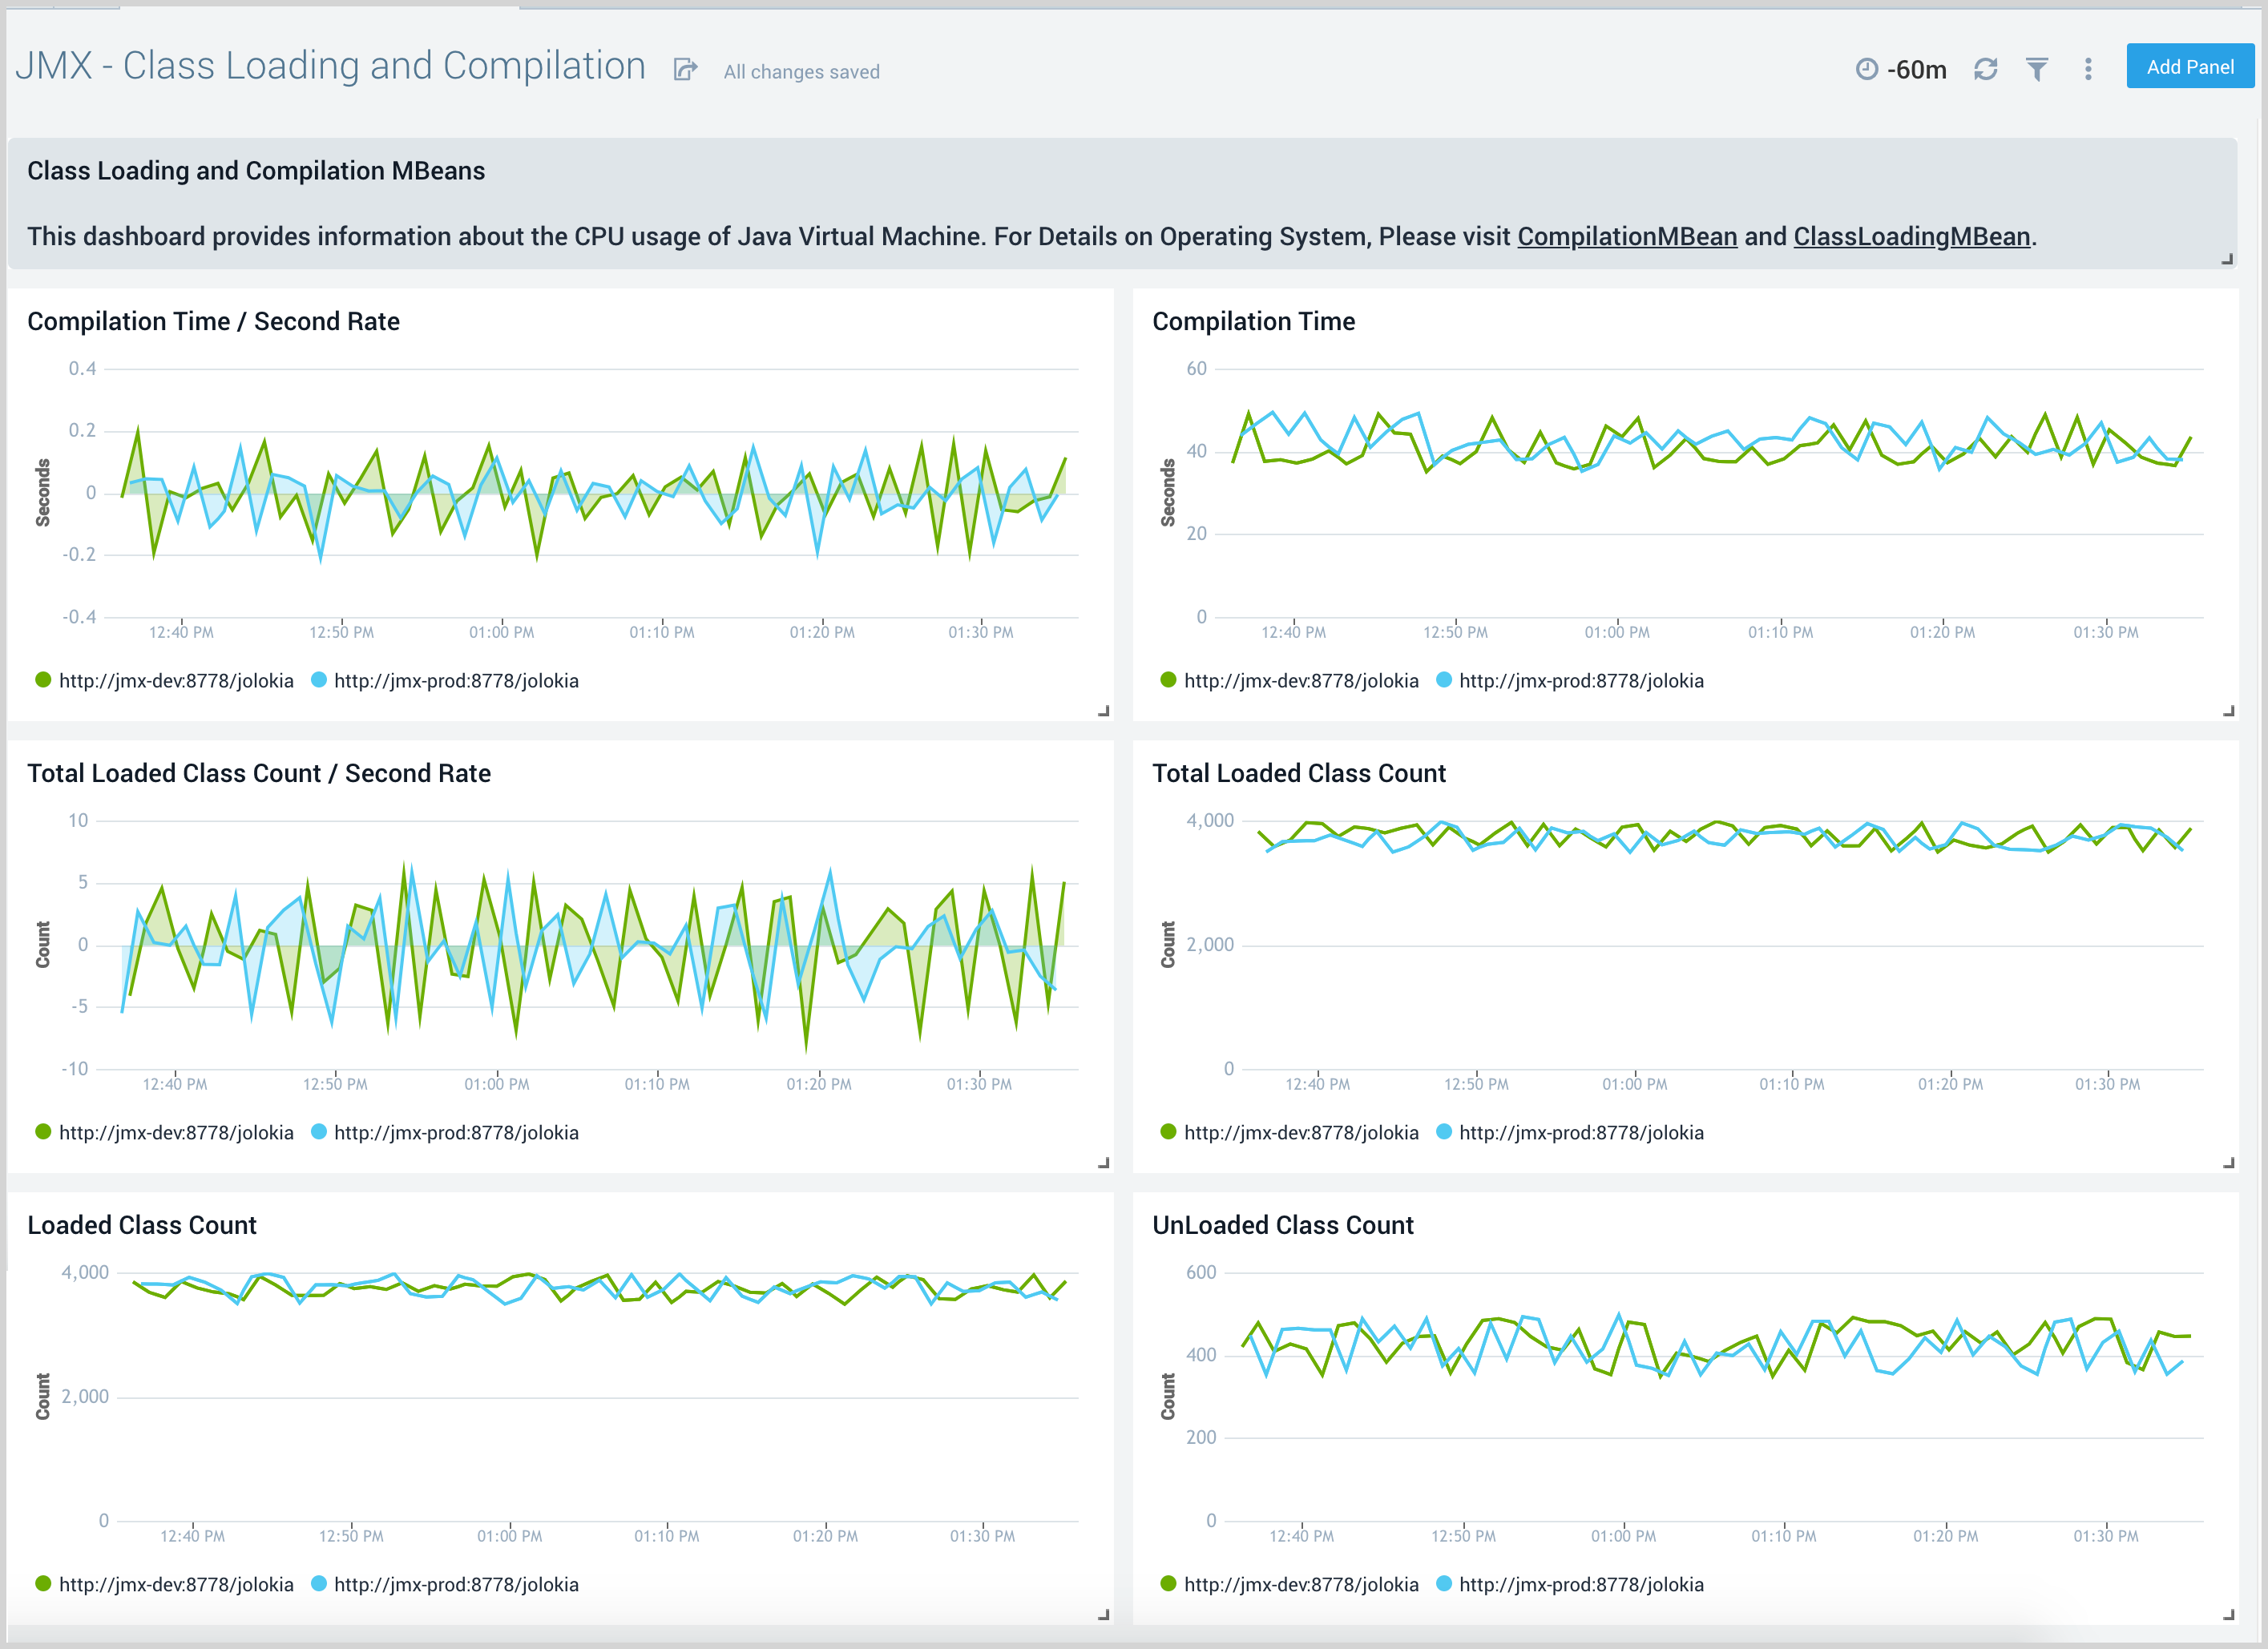 JMX - Class Loading and Compilation
All changes saved
-60m
Add Panel
Class Loading and Compilation MBeans
This dashboard provides information about the CPU usage of Java Virtual Machine. For Details on Operating System, Please visit CompilationMBean and ClassLoadingMBean.
Compilation Time / Second Rate
Seconds
0.4
0.2
0
-0.2
-0.4
12:40 PM 12:50 PM 01:00 PM 01:10 PM 01:20 PM 01:30 PM
http://jmx-dev:8778/jolokia http://jmx-prod:8778/jolokia
Compilation Time
Seconds
60
40
20
0
12:40 PM 12:50 PM 01:00 PM 01:10 PM 01:20 PM 01:30 PM
http://jmx-dev:8778/jolokia http://jmx-prod:8778/jolokia
Total Loaded Class Count / Second Rate
Count
10
5
0
-5
-10
12:40 PM 12:50 PM 01:00 PM 01:10 PM 01:20 PM 01:30 PM
http://jmx-dev:8778/jolokia http://jmx-prod:8778/jolokia
Total Loaded Class Count
Count
4,000
2,000
0
12:40 PM 12:50 PM 01:00 PM 01:10 PM 01:20 PM 01:30 PM
http://jmx-dev:8778/jolokia http://jmx-prod:8778/jolokia
Loaded Class Count
Count
4,000
2,000
0
12:40 PM 12:50 PM 01:00 PM 01:10 PM 01:20 PM 01:30 PM
http://jmx-dev:8778/jolokia http://jmx-prod:8778/jolokia
UnLoaded Class Count
Count
600
400
200
0
12:40 PM 12:50 PM 01:00 PM 01:10 PM 01:20 PM 01:30 PM
http://jmx-dev:8778/jolokia http://jmx-prod:8778/jolokia